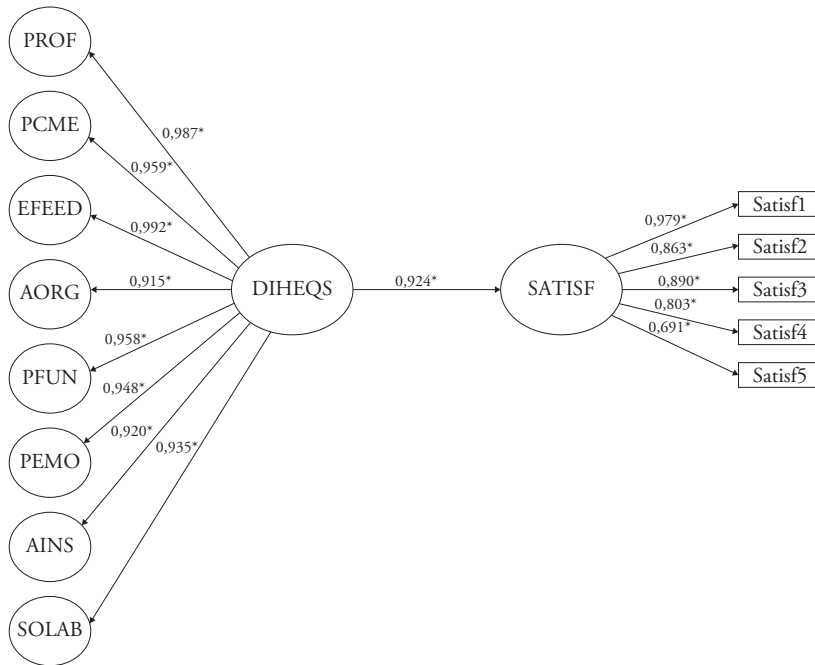 PROF
PCME
EFEED
AORG
PFUN
PEMO
AINS
SOLAB
0,987*
0,959*
0,992*
0,915*
0,958*
0,948*
0,920*
0,935*
DIHEQS
0,924*
SATISF
0,979*
0,863*
0,890*
0,803*
0,691*
Satisf1
Satisf2
Satisf3
Satisf4
Satisf5